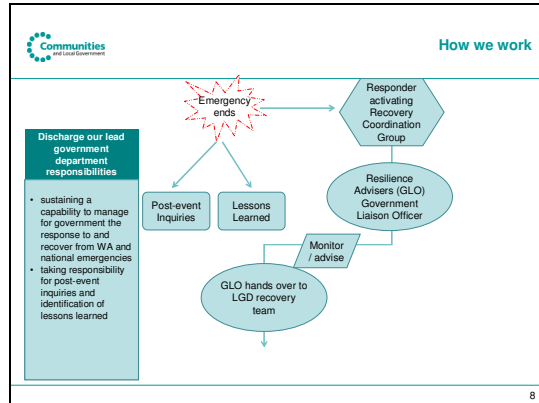 Communities
and Local Government
How we work
Emergency
ends
Responder
activating
Recovery
Coordination
Group
Discharge our lead
government
department
responsibilities
• sustaining a
capability to manage
for government the
response to and
recover from WA and
national emergencies
• taking responsibility
for post-event
inquiries and
identification of
lessons learned
Post-event
Inquiries
Lessons
Learned
Resilience
Advisers (GLO)
Government
Liaison Officer
Monitor
/ advise
GLO hands over to
LGD recovery
team
8